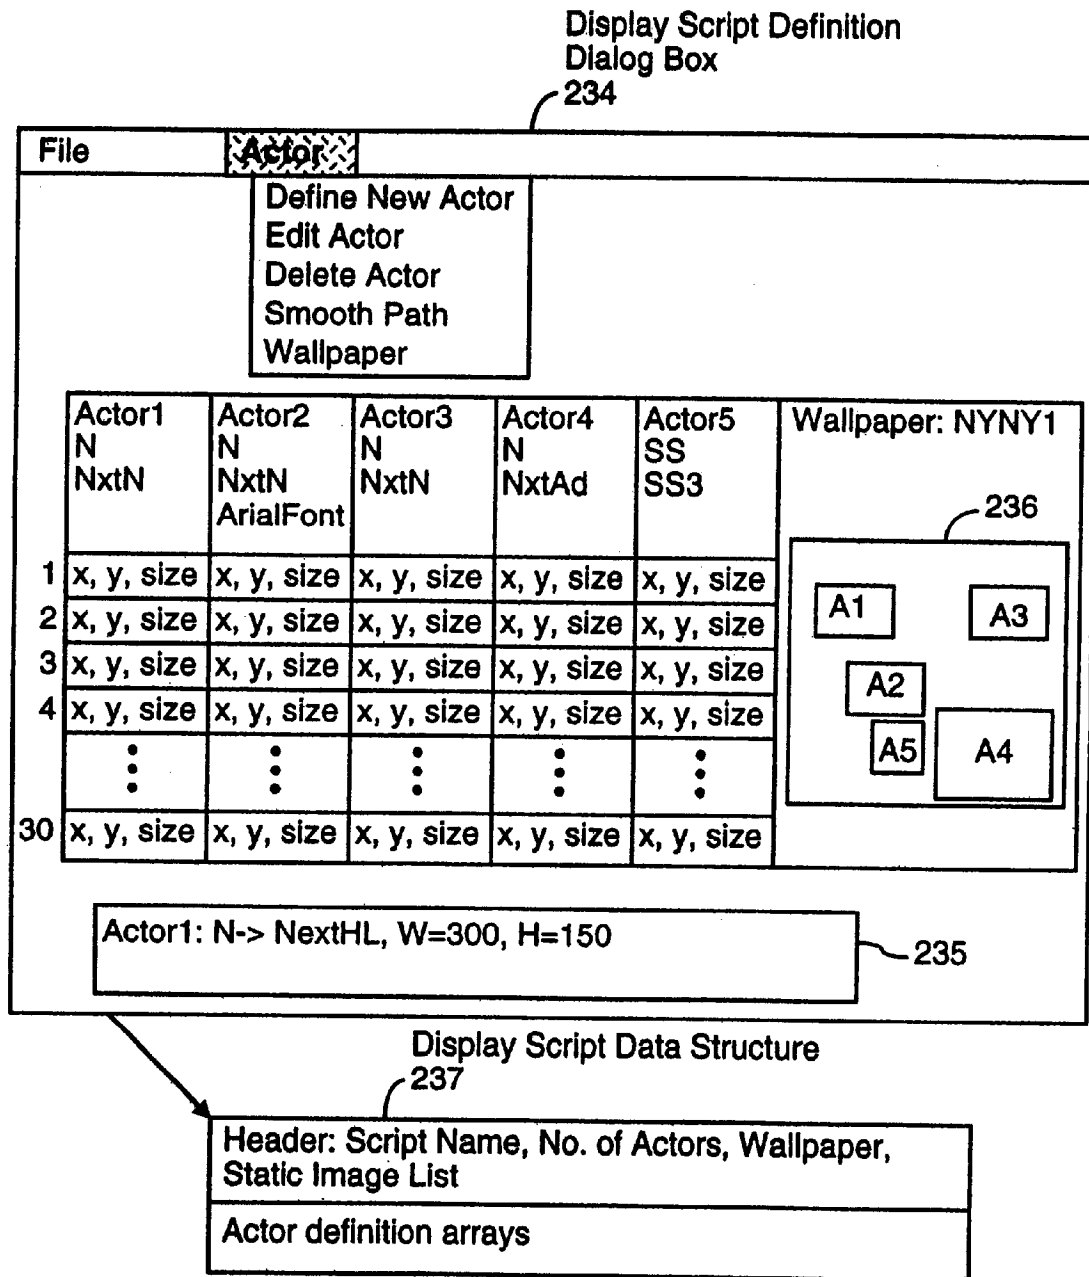 Display Script Definition
Dialog Box
234
File Actor
Define New Actor
Edit Actor
Delete Actor
Smooth Path
Wallpaper
Actor1 Actor2 Actor3 Actor4 Actor5 Wallpaper: NYNY1
N N N N SS
NxtN NxtN NxtN NxtAd SS3
ArialFont
236
1 x, y, size x, y, size x, y, size x, y, size x, y, size
2 x, y, size x, y, size x, y, size x, y, size x, y, size
3 x, y, size x, y, size x, y, size x, y, size x, y, size
4 x, y, size x, y, size x, y, size x, y, size x, y, size
30 x, y, size x, y, size x, y, size x, y, size x, y, size
A1 A3
A2
A5 A4
Actor1: N-> NextHL, W=300, H=150
235
Display Script Data Structure
237
Header: Script Name, No. of Actors, Wallpaper,
Static Image List
Actor definition arrays